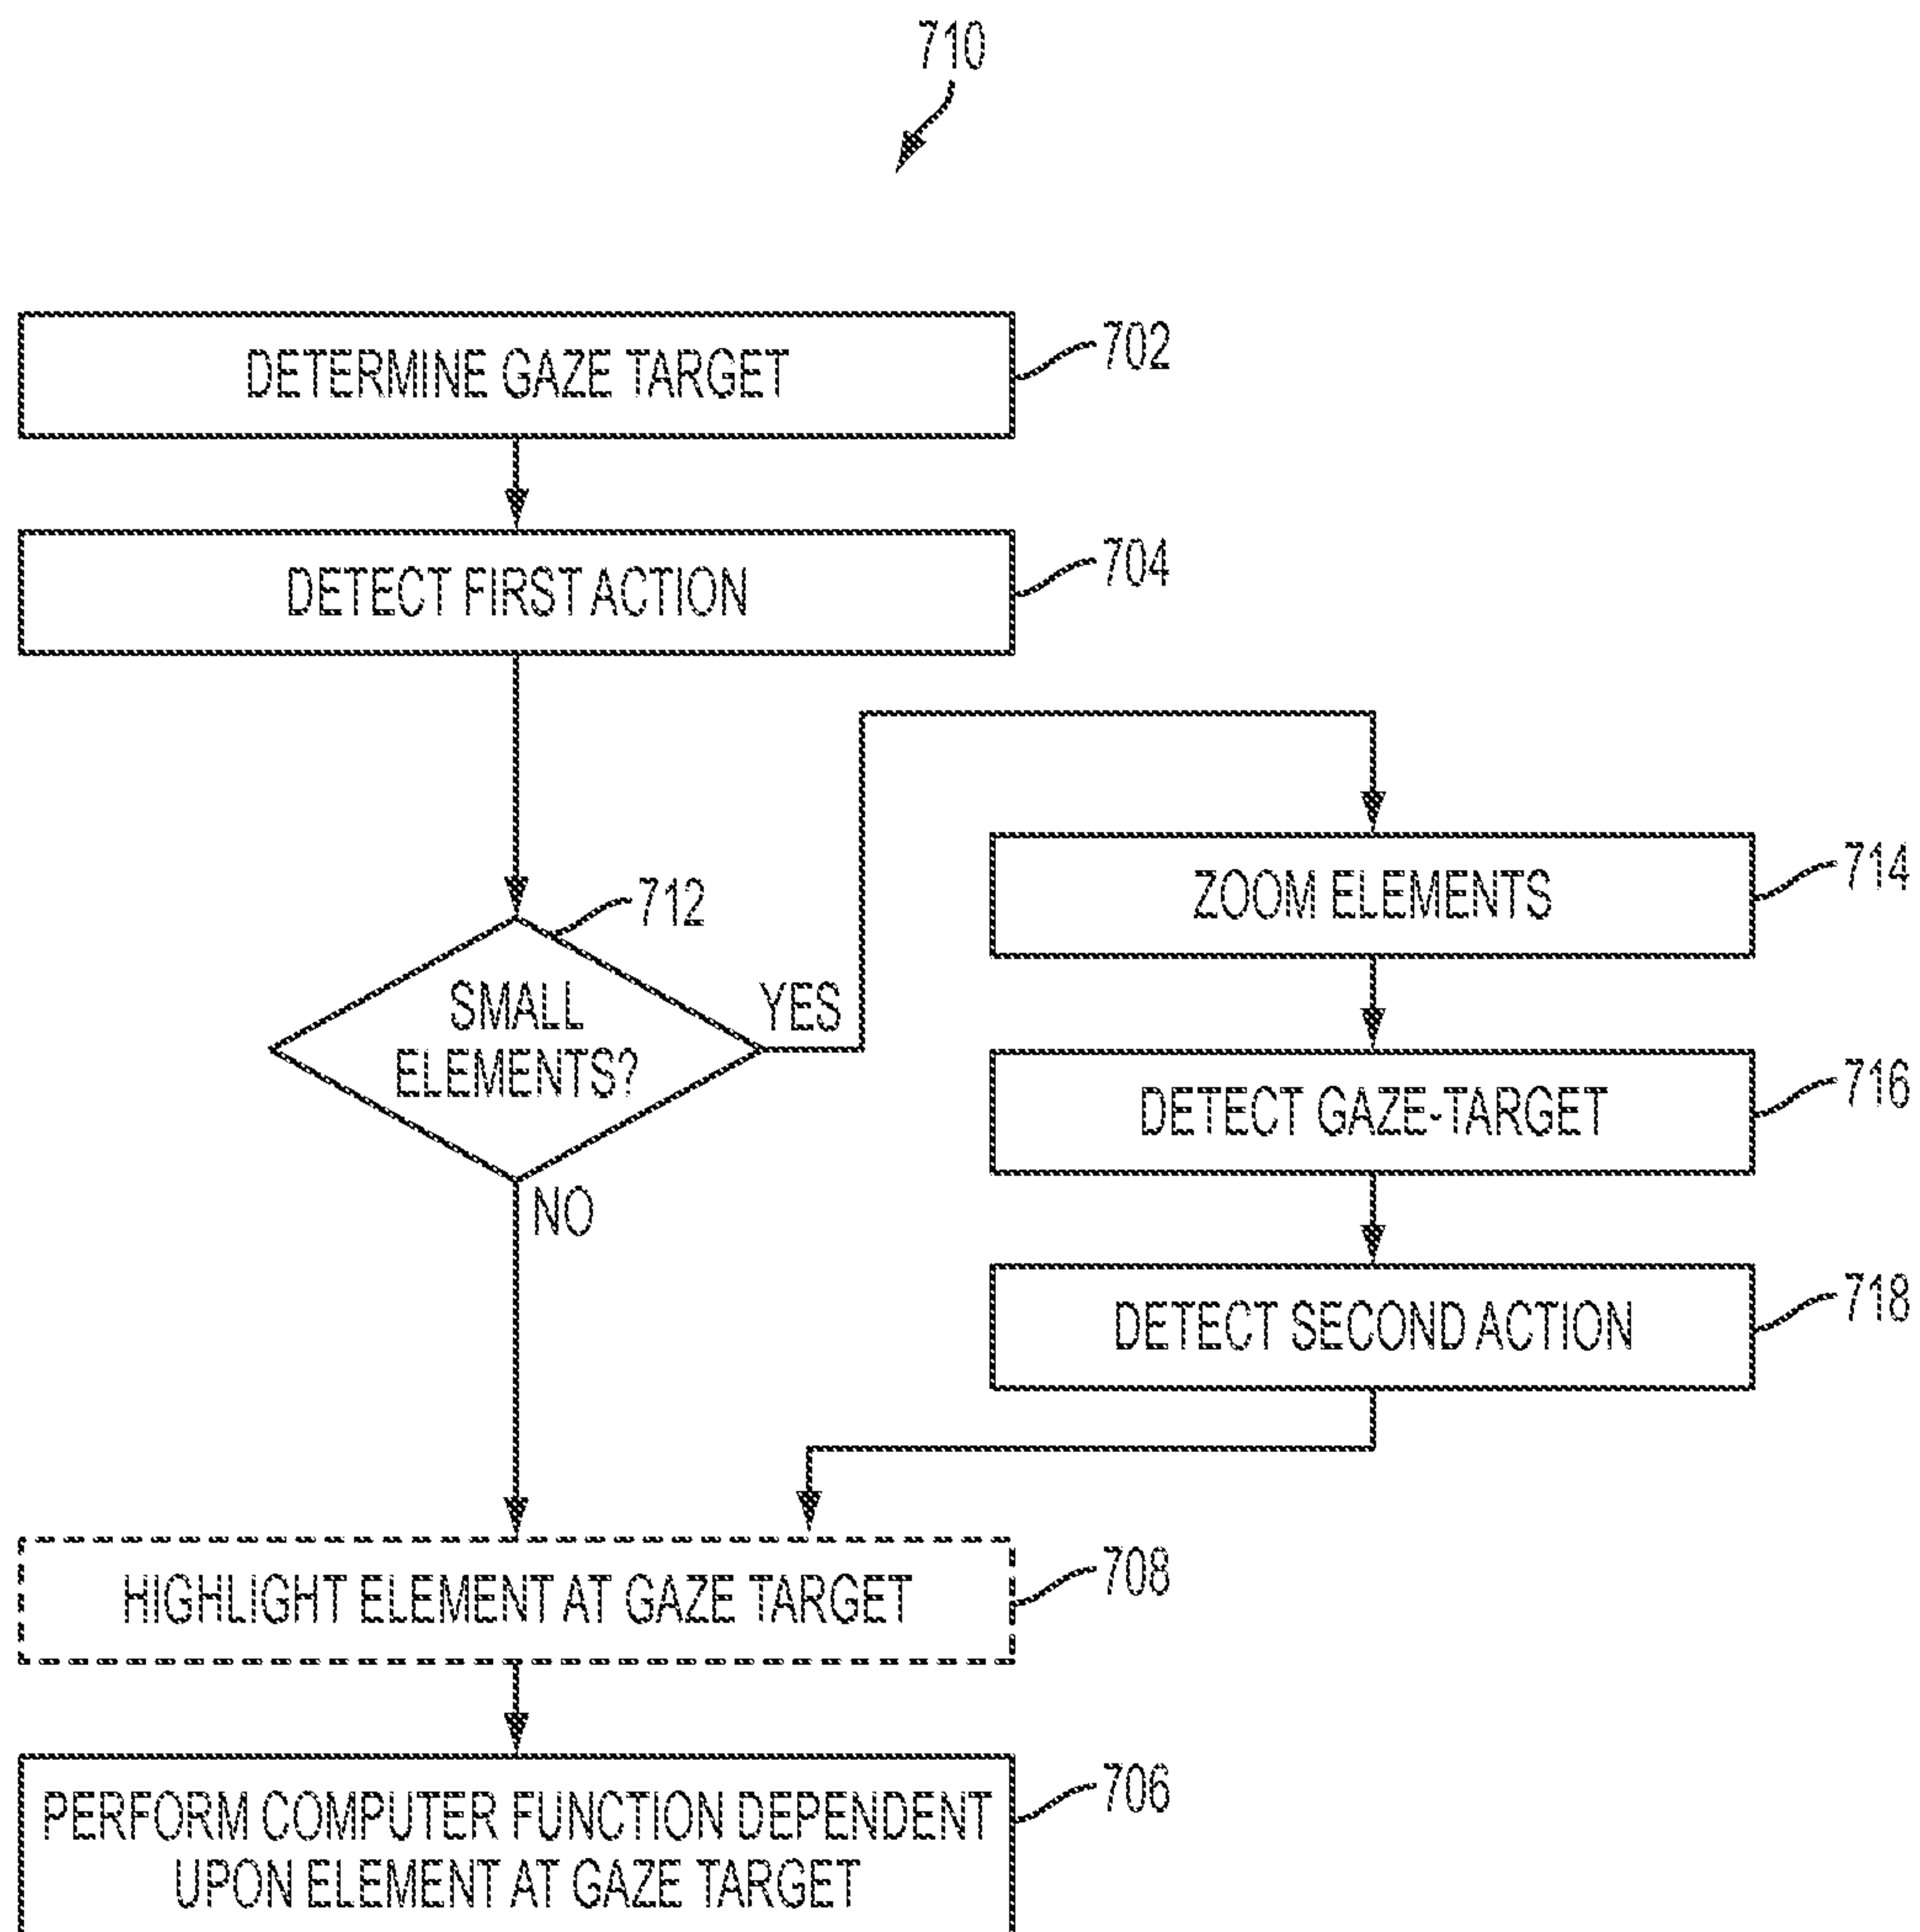 710
DETERMINE GAZE TARGET
702
DETECT FIRST ACTION
704
712
SMALL
ELEMENTS?
YES
NO
ZOOM ELEMENTS
714
DETECT GAZE-TARGET
716
DETECT SECOND ACTION
718
HIGHLIGHT ELEMENT AT GAZE TARGET
708
PERFORM COMPUTER FUNCTION DEPENDENT
UPON ELEMENT AT GAZE TARGET
706